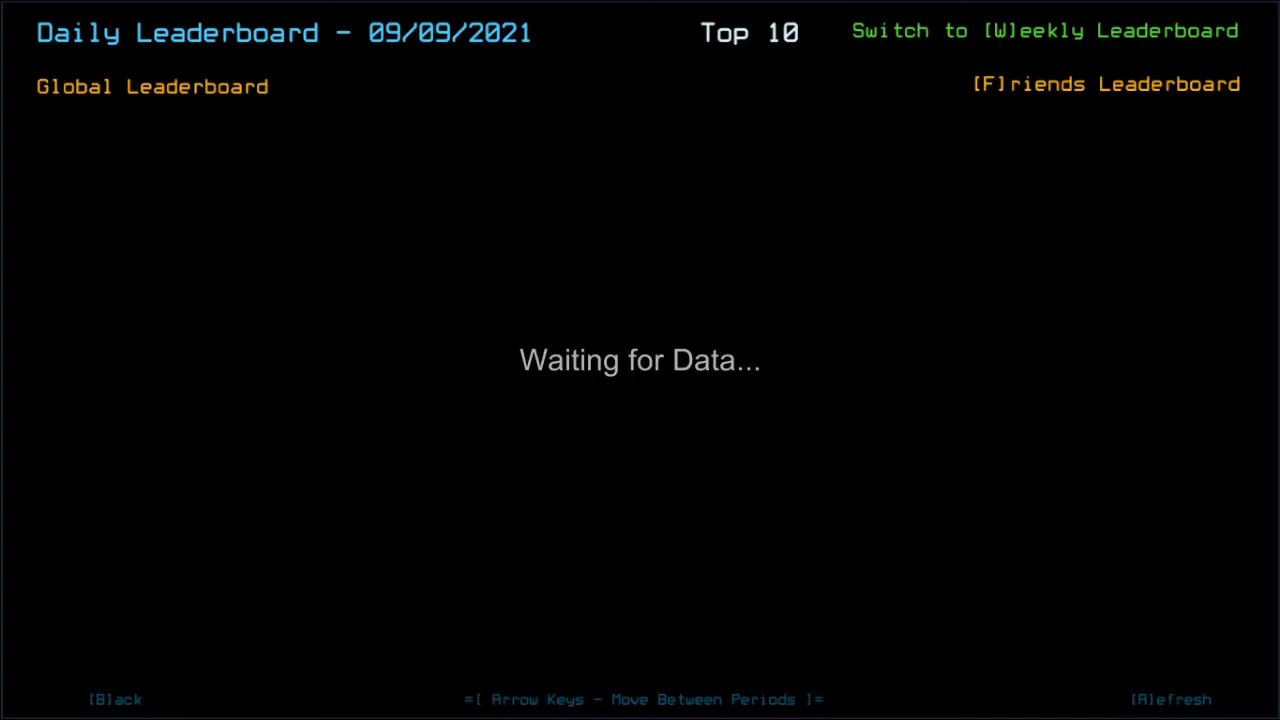 Daily Leaderboard - 09/09/2021 Top 10 Switch to [W]eekly Leaderboard
Global Leaderboard [F]riends Leaderboard
Waiting for Data...
[B]ack =[ Arrow Keys - Move Between Periods ]= [R]efresh